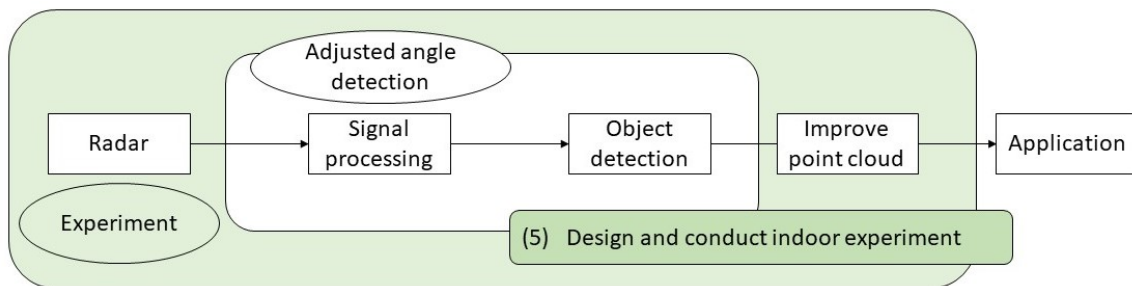 Adjusted angle
detection
Radar
Signal
processing
Object
detection
Improve
point cloud
Application
Experiment
(5) Design and conduct indoor experiment